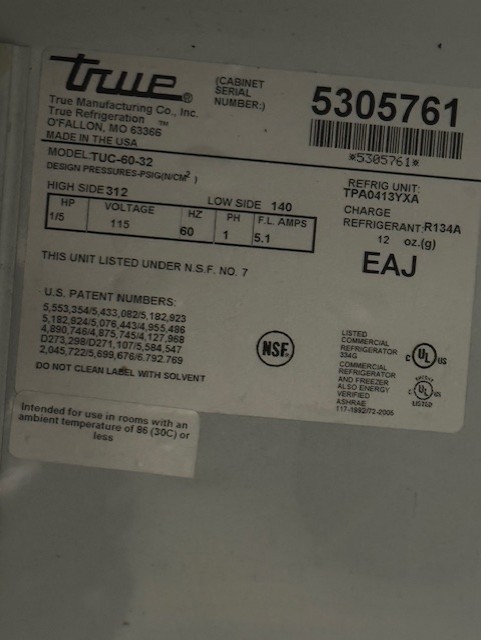 true®
True Manufacturing Co., Inc.
True Refrigeration ™
O'FALLON, MO 63366
MADE IN THE USA
(CABINET
SERIAL
NUMBER:)
5305761
*5305761*
MODEL:TUC-60-32
DESIGN PRESSURES-PSIG(N/CM²)
HIGH SIDE 312 LOW SIDE 140
HP VOLTAGE HZ PH F.L. AMPS
1/5 115 60 1 5.1
REFRIG UNIT:
TPA0413YXA
CHARGE
REFRIGERANT:R134A
12 oz.(g)
EAJ
THIS UNIT LISTED UNDER N.S.F. NO. 7
U.S. PATENT NUMBERS:
5,553,354/5,433,082/5,182,923
5,182,924/5,076,443/4,955,486
4,890,746/4,875,745/4,127,968
D273,298/D271,107/5,584,547
2,045,722/5,699,676/6,792,769
DO NOT CLEAN LABEL WITH SOLVENT
NSF®
LISTED
COMMERCIAL
REFRIGERATOR
334G
C UL US
COMMERCIAL
REFRIGERATOR
AND FREEZER
ALSO ENERGY
VERIFIED
ASHRAE
117-1992/72-2005
C UL US
Intended for use in rooms with an
ambient temperature of 86 (30C) or
less